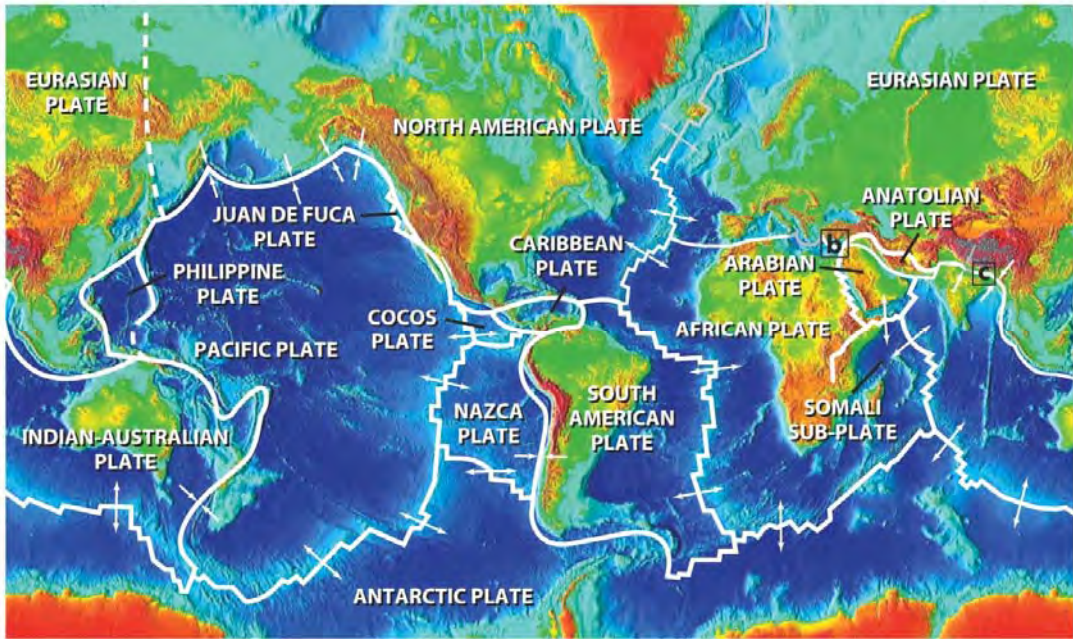 EURASIAN
PLATE
EURASIAN PLATE
NORTH AMERICAN PLATE
JUAN DE FUCA
PLATE
ANATOLIAN
PLATE
CARIBBEAN
PLATE
b
ARABIAN
PLATE
c
PHILIPPINE
PLATE
COCOS
PLATE
AFRICAN PLATE
PACIFIC PLATE
NAZCA
PLATE
SOUTH
AMERICAN
PLATE
SOMALI
SUB-PLATE
INDIAN-AUSTRALIAN
PLATE
ANTARCTIC PLATE